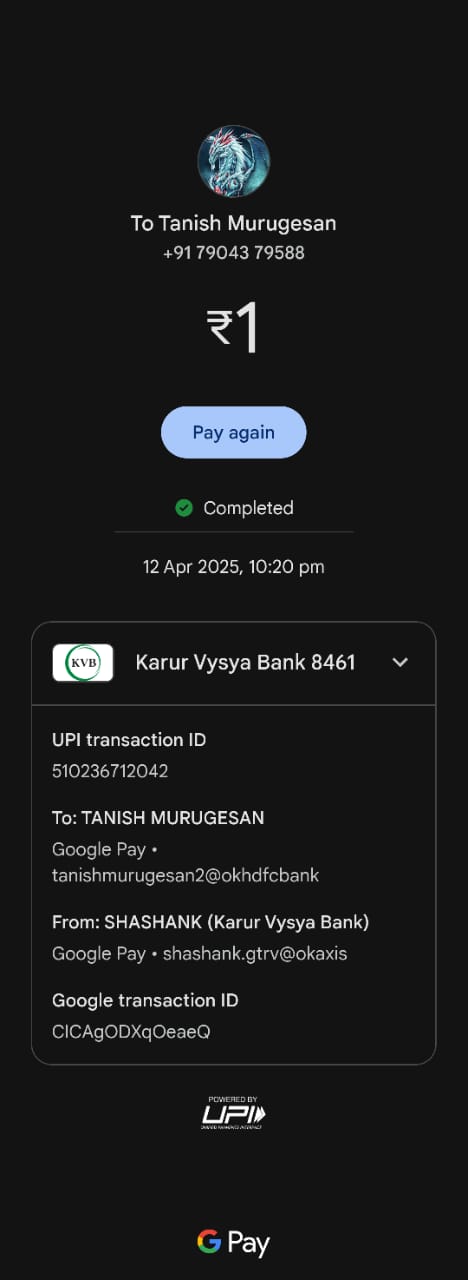 To Tanish Murugesan
+91 79043 79588
₹1
Pay again
Completed
12 Apr 2025, 10:20 pm
KVB
Karur Vysya Bank 8461
UPI transaction ID
510236712042
To: TANISH MURUGESAN
Google Pay •
tanishmurugesan2@okhdfcbank
From: SHASHANK (Karur Vysya Bank)
Google Pay • shashank.gtrv@okaxis
Google transaction ID
CICAgODXqOeaeQ
POWERED BY
UPI
UNIFIED PAYMENTS INTERFACE
G Pay